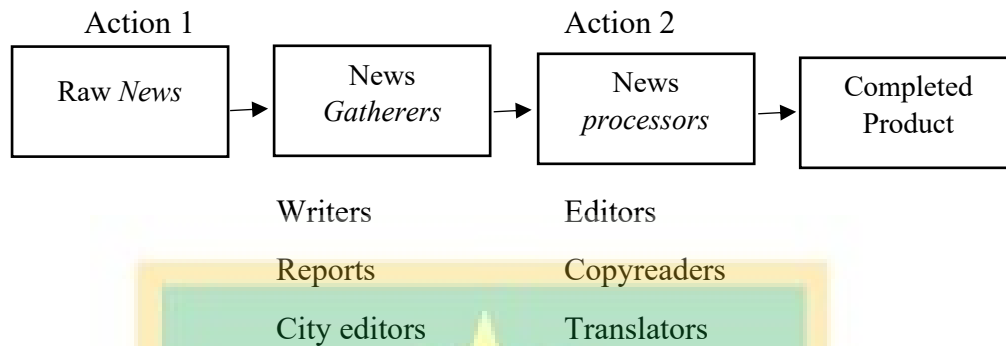 Action 1 Action 2
Raw News
News
Gatherers
News
processors
Completed
Product
Writers Editors
Reports Copyreaders
City editors Translators